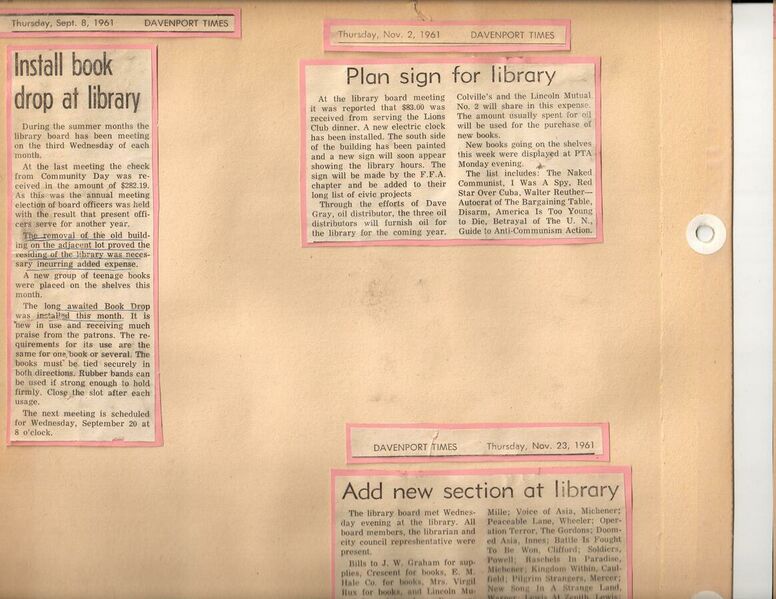 Thursday, Sept. 8, 1961 DAVENPORT TIMES
Install book
drop at library
During the summer months the
library board has been meeting
on the third Wednesday of each
month.
At the last meeting the check
from Community Day was re-
ceived in the amount of $282.19.
As this was the annual meeting
election of board officers was held
with the result that present offi-
cers serve for another year.
The removal of the old build-
ing on the adjacent lot proved the
residing of the library was neces-
sary incurring added expense.
A new group of teenage books
were placed on the shelves this
month.
The long awaited Book Drop
was installed this month. It is
new in use and receiving much
praise from the patrons. The re-
quirements for its use are the
same for one book or several. The
books must be tied securely in
both directions. Rubber bands can
be used if strong enough to hold
firmly. Close the slot after each
usage.
The next meeting is scheduled
for Wednesday, September 20 at
8 o'clock.
Thursday, Nov. 2, 1961 DAVENPORT TIMES
Plan sign for library
At the library board meeting
it was reported that $83.00 was
received from serving the Lions
Club dinner. A new electric clock
has been installed. The south side
of the building has been painted
and a new sign will soon appear
showing the library hours. The
sign will be made by the F.F.A.
chapter and be added to their
long list of civic projects
Through the efforts of Dave
Gray, oil distributor, the three oil
distributors will furnish oil for
the library for the coming year.
Colville's and the Lincoln Mutual
No. 2 will share in this expense.
The amount usually spent for oil
will be used for the purchase of
new books.
New books going on the shelves
this week were displayed at PTA
Monday evening.
The list includes: The Naked
Communist, I Was A Spy, Red
Star Over Cuba, Walter Reuther—
Autocrat of The Bargaining Table,
Disarm, America Is Too Young
to Die, Betrayal of The U. N.,
Guide to Anti-Communism Action.
DAVENPORT TIMES Thursday, Nov. 23, 1961
Add new section at library
The library board met Wednes-
day evening at the library. All
board members, the librarian and
city council representative were
present.
Bills to J. W. Graham for sup-
plies, Crescent for books, E. M.
Hale Co. for books, Mrs. Virgil
Rux for books, and Lincoln Mu-
Mille; Voice of Asia, Michener;
Peaceable Lane, Wheeler; Oper-
ation Terror, The Gordons; Doom-
ed Asia, Innes; Battle Is Fought
To Be Won, Clifford; Soldiers,
Powell; Raschels In Paradise,
Michener; Kingdom Within, Caul-
field; Pilgrim Strangers, Mercer;
New Song In A Strange Land,
Lewis At Zenith, Lewis;